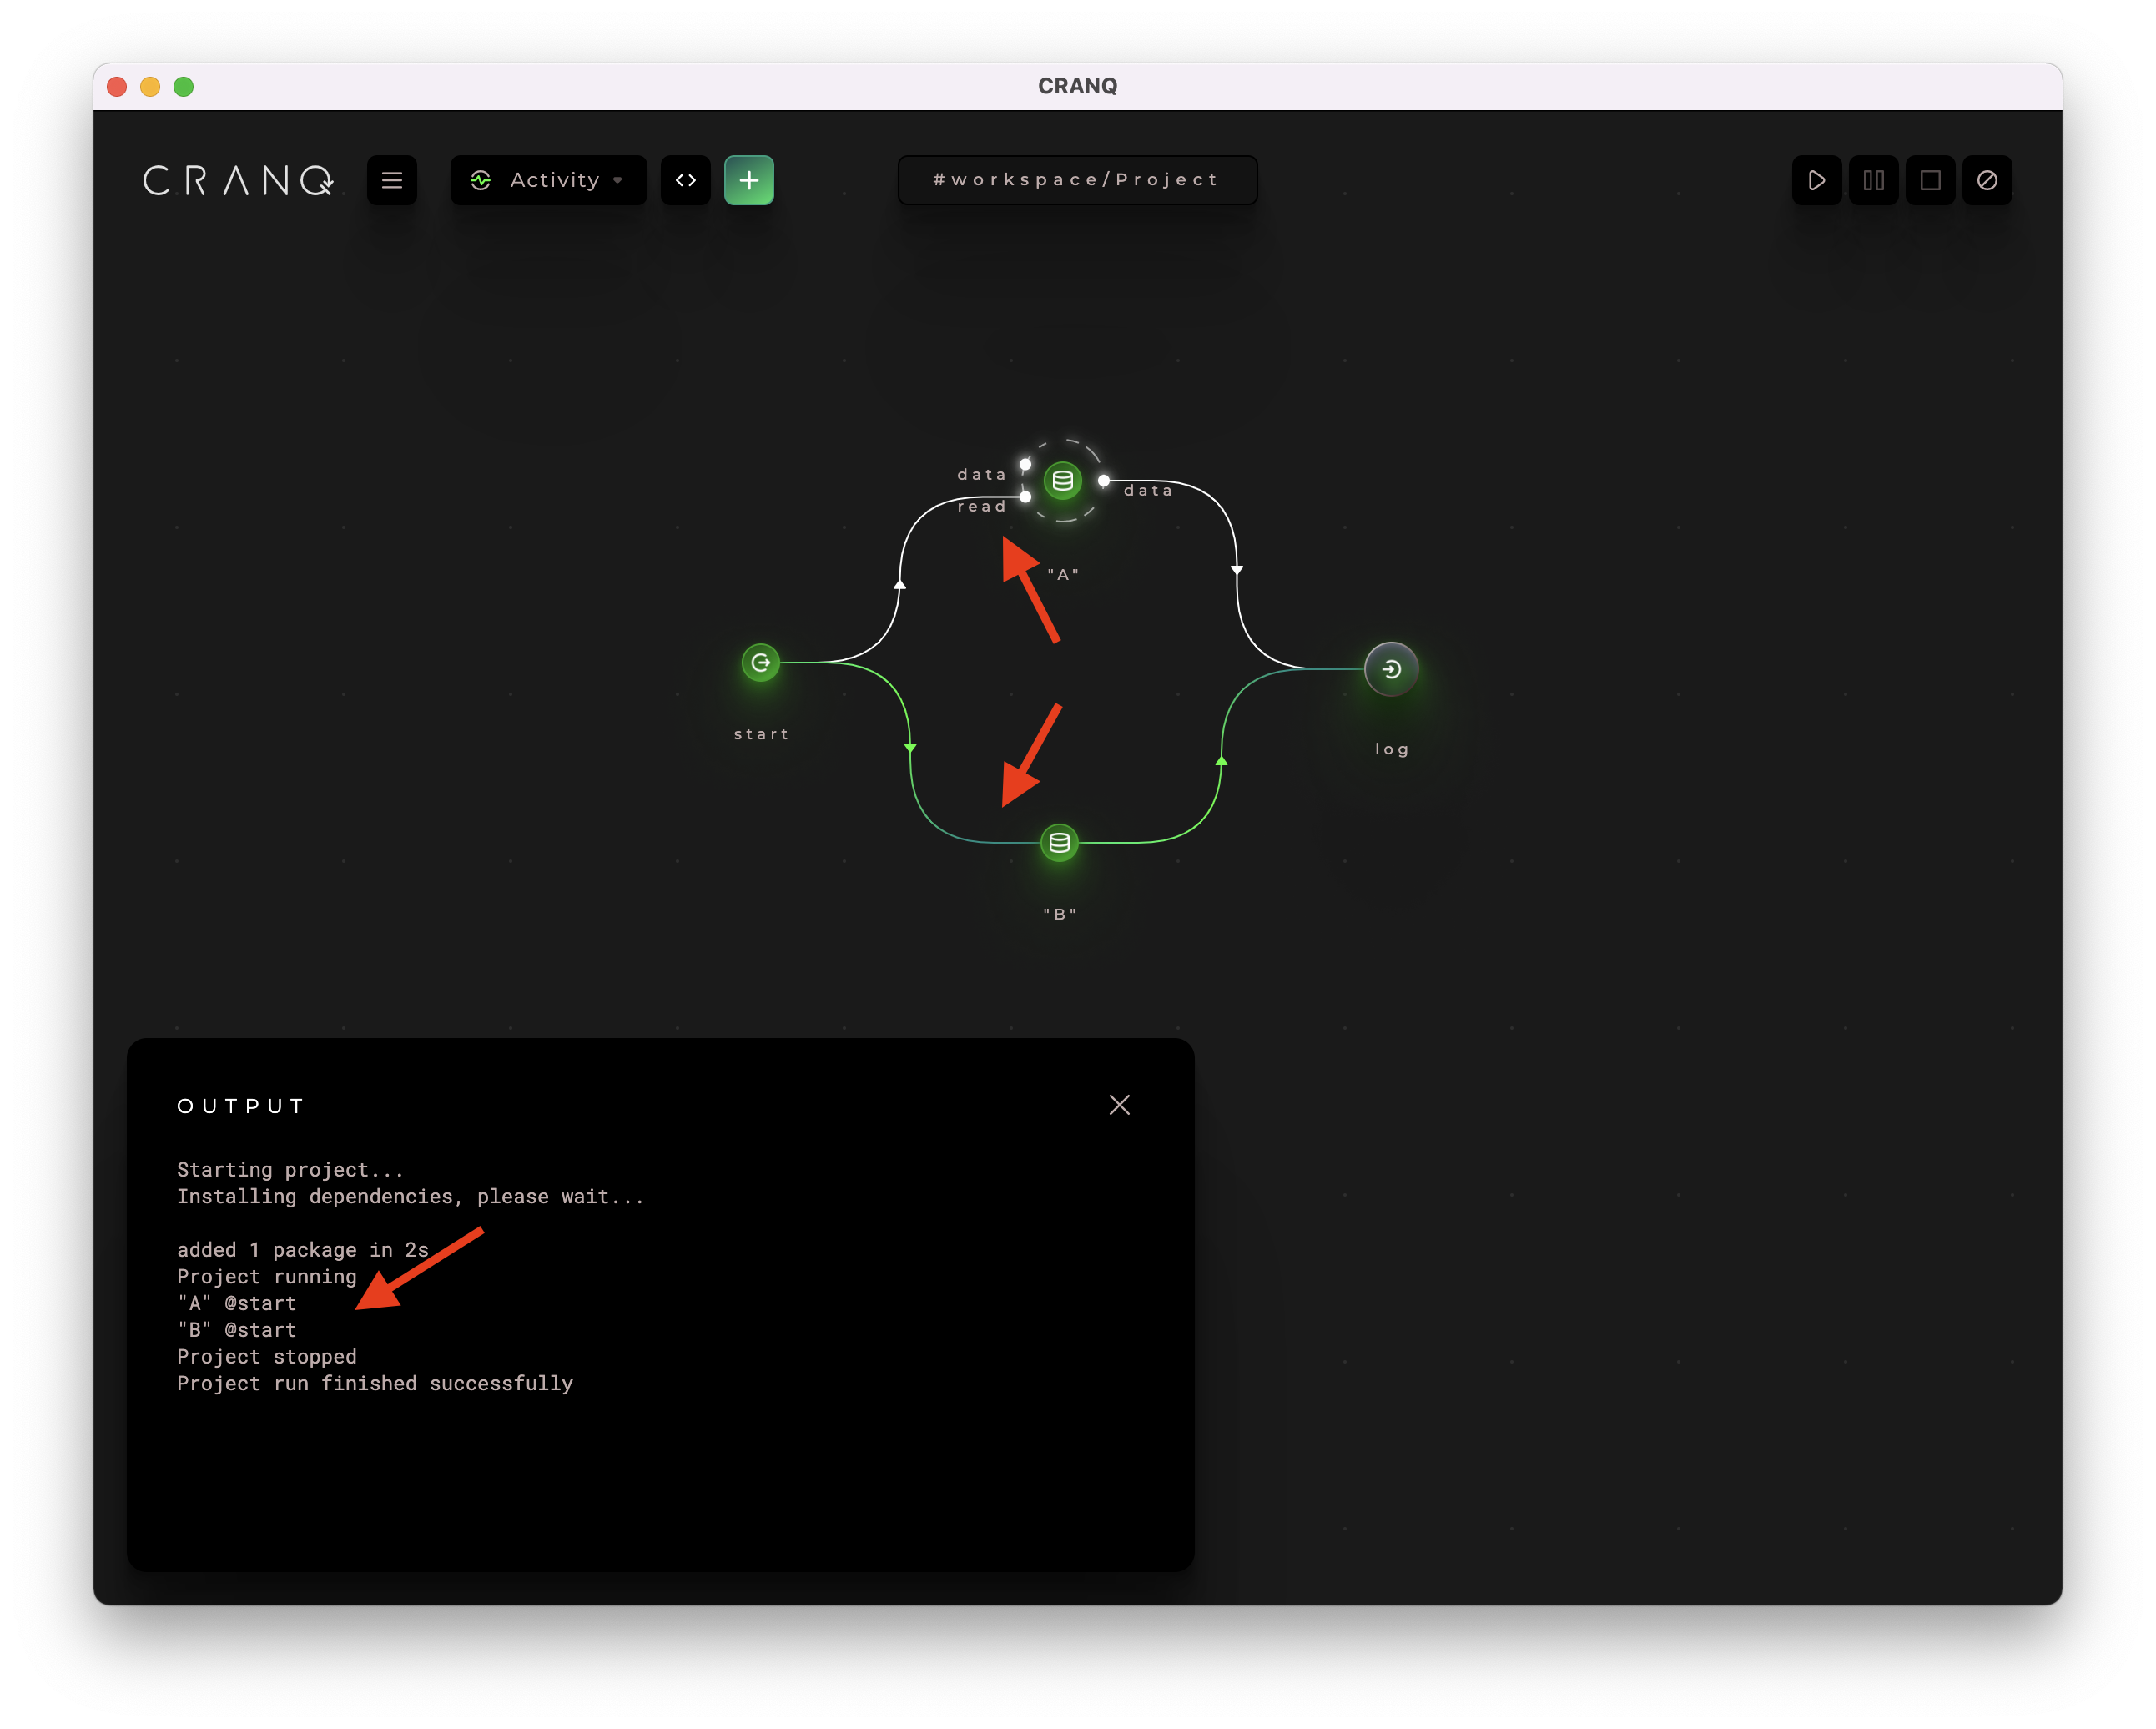 CRANQ
CRANQ
Activity
#workspace/Project
data
read
data
"A"
start
log
"B"
OUTPUT
Starting project...
Installing dependencies, please wait...
added 1 package in 2s
Project running
"A" @start
"B" @start
Project stopped
Project run finished successfully